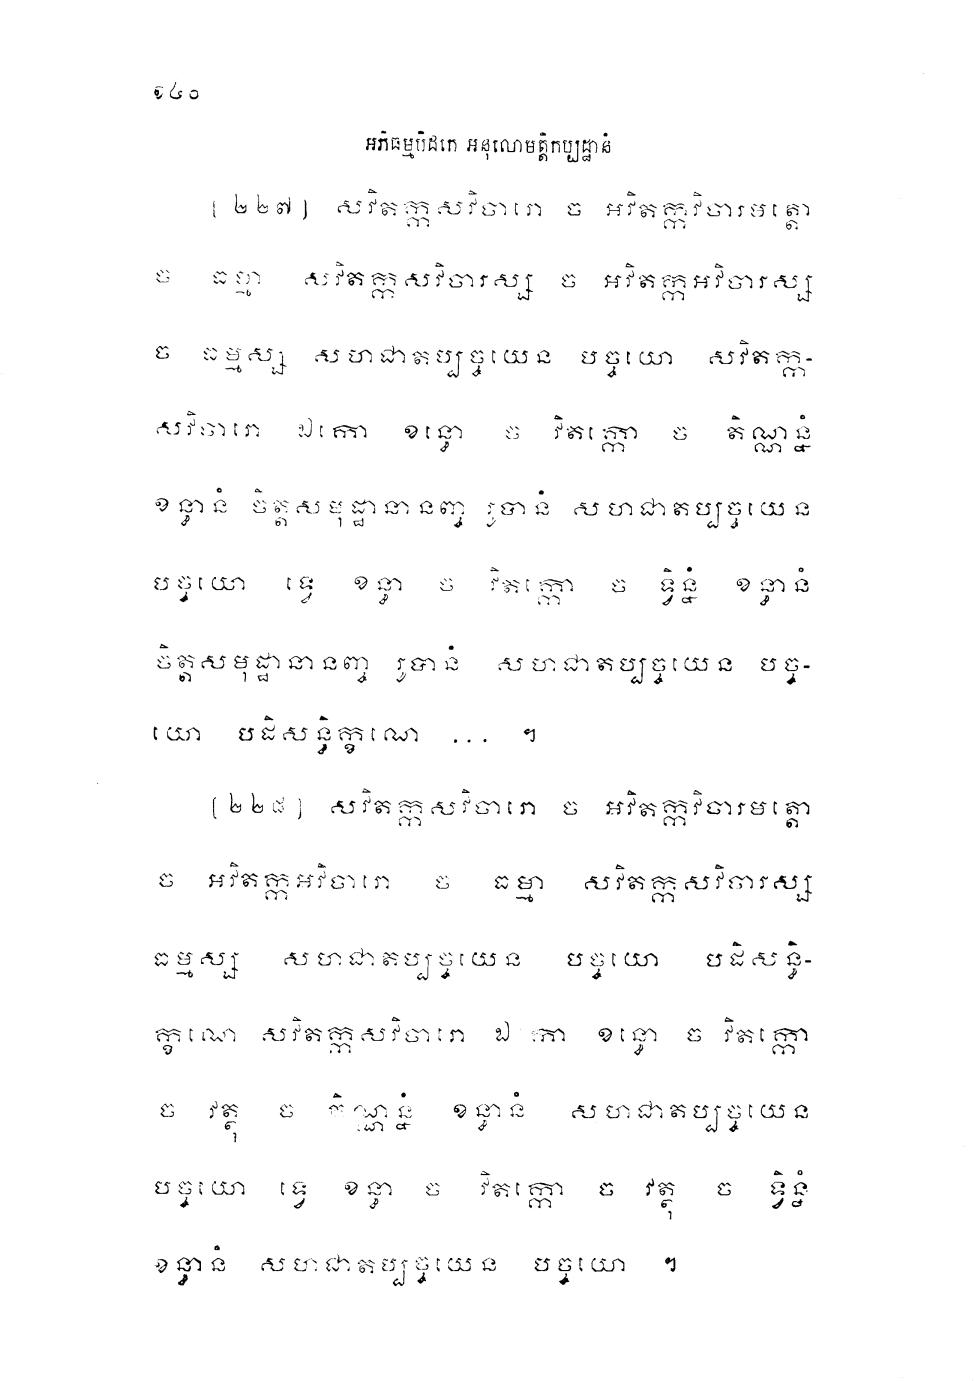 ១៤០
អភិធម្មបិដកេ អនុលោមត្តិកប្បដ្ឋានំ
[ ២២៧ ] សវិតក្កសវិចារោ ច អវិតក្កវិចារមត្តោ
ច ធម្មា សវិតក្កសវិចារស្ស ច អវិតក្កអវិចារស្ស
ច ធម្មស្ស សហជាតប្បច្ចយេន បច្ចយោ សវិតក្ក-
សវិចារោ ឯកោ ខន្ធោ ច វិតក្កោ ច តិណ្ណន្នំ
ខន្ធានំ ចិត្តសមុដ្ឋានានញ្ច រូបានំ សហជាតប្បច្ចយេន
បច្ចយោ ទ្វេ ខន្ធា ច វិតក្កោ ច ទ្វិន្នំ ខន្ធានំ
ចិត្តសមុដ្ឋានានញ្ច រូបានំ សហជាតប្បច្ចយេន បច្ច-
យោ បដិសន្ធិក្ខណេ ... ។
[ ២២៨ ] សវិតក្កសវិចារោ ច អវិតក្កវិចារមត្តោ
ច អវិតក្កអវិចារោ ច ធម្មា សវិតក្កសវិចារស្ស
ធម្មស្ស សហជាតប្បច្ចយេន បច្ចយោ បដិសន្ធិ-
ក្ខណេ សវិតក្កសវិចារោ ឯកោ ខន្ធោ ច វិតក្កោ
ច វត្ថុ ច តិណ្ណន្នំ ខន្ធានំ សហជាតប្បច្ចយេន
បច្ចយោ ទ្វេ ខន្ធា ច វិតក្កោ ច វត្ថុ ច ទ្វិន្នំ
ខន្ធានំ សហជាតប្បច្ចយេន បច្ចយោ ។